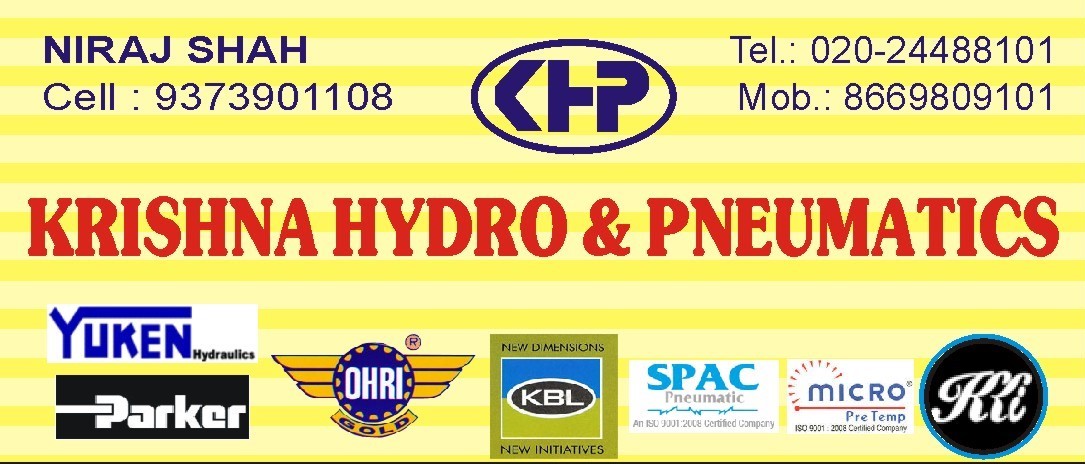 NIRAJ SHAH
Cell : 9373901108
KHP
Tel.: 020-24488101
Mob.: 8669809101
KRISHNA HYDRO & PNEUMATICS
YUKEN
Hydraulics
Parker
®
OHRI
GOLD
NEW DIMENSIONS
KBL
NEW INITIATIVES
SPAC
Pneumatic
An ISO 9001:2008 Certified Company
MICRO®
Pre Temp
ISO 9001 : 2008 Certified Company